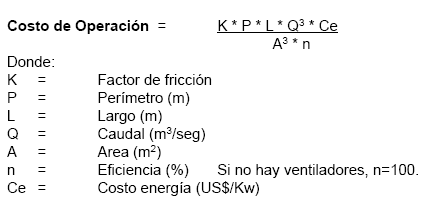 Costo de Operación = K * P * L * Q³ * Ce
A³ * n
Donde:
K = Factor de fricción
P = Perímetro (m)
L = Largo (m)
Q = Caudal (m³/seg)
A = Area (m²)
n = Eficiencia (%) Si no hay ventiladores, n=100.
Ce = Costo energía (US$/Kw)